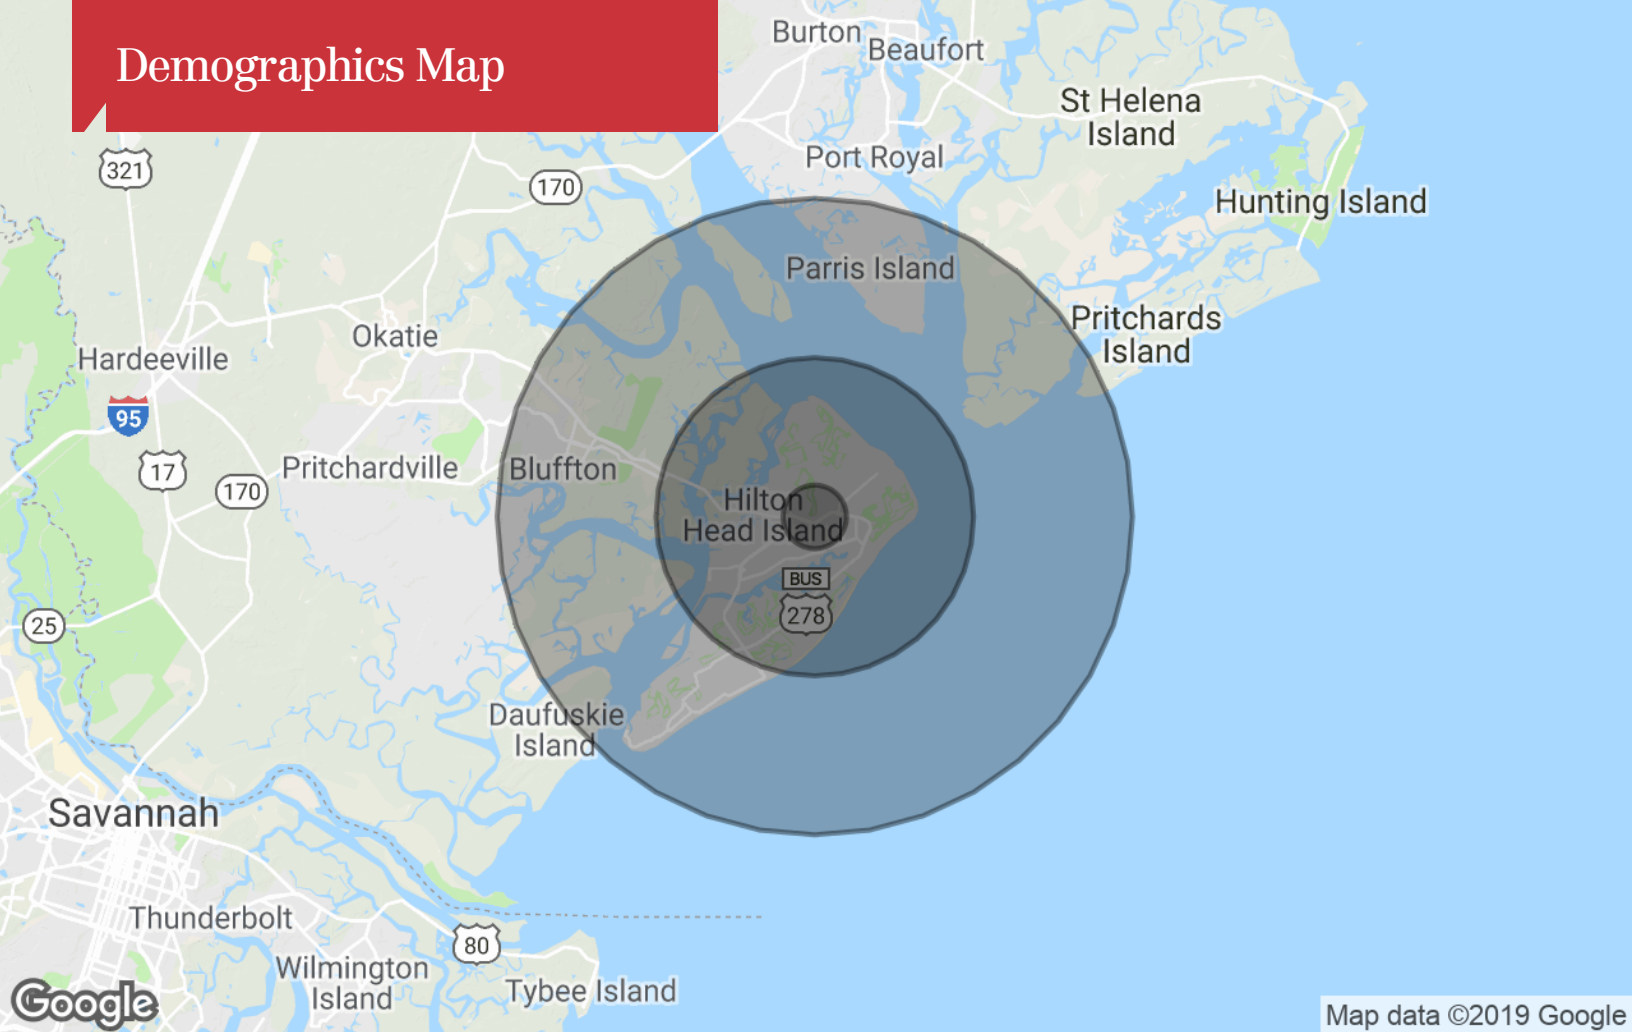 Demographics Map
Burton
Beaufort
St Helena
Island
321
170
Port Royal
Hunting Island
Parris Island
Pritchards
Island
Okatie
Hardeeville
95
17
170
Pritchardville
Bluffton
Hilton
Head Island
BUS
278
25
Daufuskie
Island
Savannah
Thunderbolt
80
Wilmington
Island
Tybee Island
Google
Map data ©2019 Google